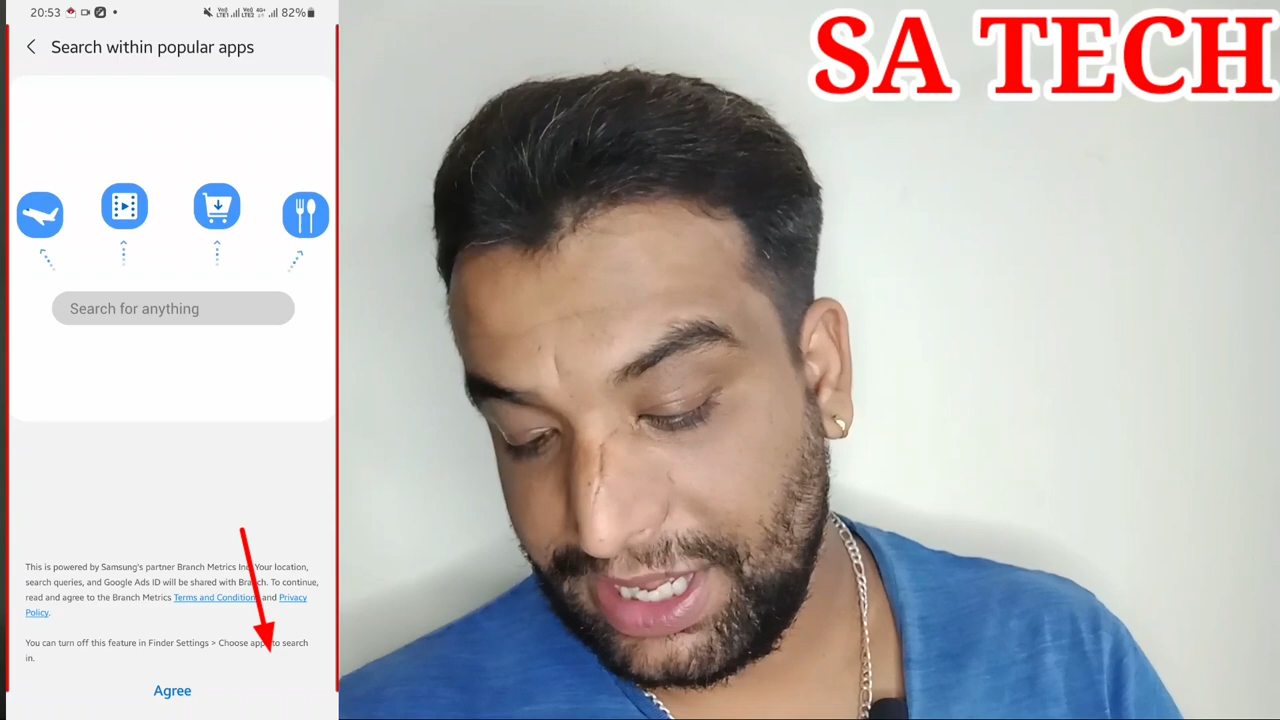 20:53
82%
Search within popular apps
Search for anything
This is powered by Samsung's partner Branch Metrics Inc. Your location,
search queries, and Google Ads ID will be shared with Branch. To continue,
read and agree to the Branch Metrics Terms and Conditions and Privacy
Policy.
You can turn off this feature in Finder Settings > Choose apps to search
in.
Agree
SA TECH